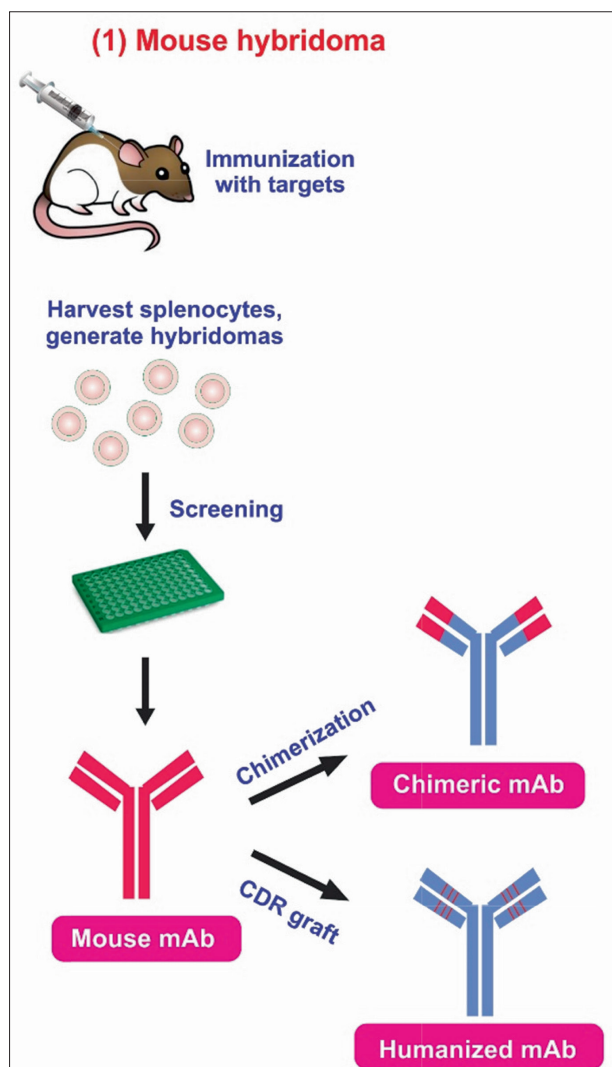 (1) Mouse hybridoma
Immunization
with targets
Harvest splenocytes,
generate hybridomas
Screening
Chimerization
Chimeric mAb
CDR graft
Mouse mAb
Humanized mAb